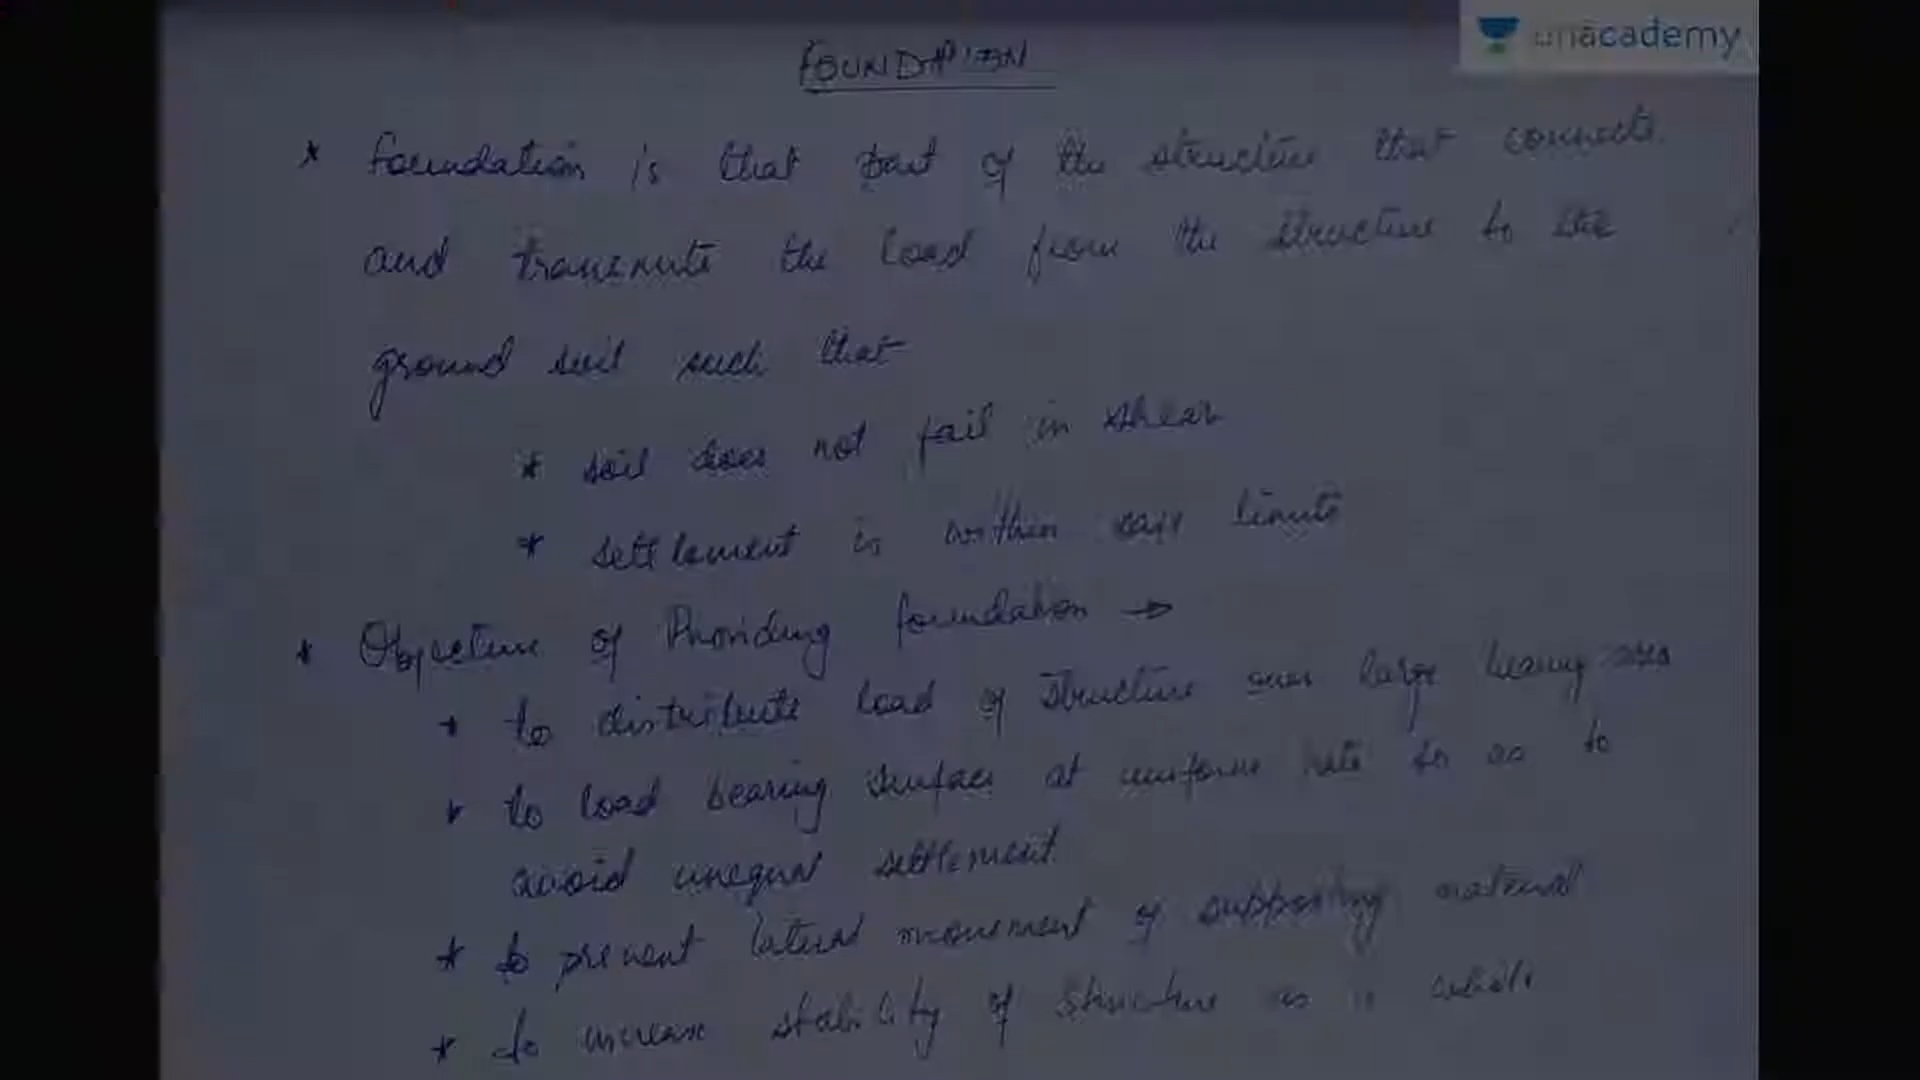 unacademy
FOUNDATION
* foundation is that part of the structure that connects
and transmits the load from the structure to the
ground soil such that
* soil does not fail in shear
* settlement is within safe limits
* Objective of Providing foundation →
* to distribute load of structure over large bearing area
* to load bearing surface at uniform rate so as to
avoid unequal settlement
* to prevent lateral movement of supporting material
* to increase stability of structure as a whole